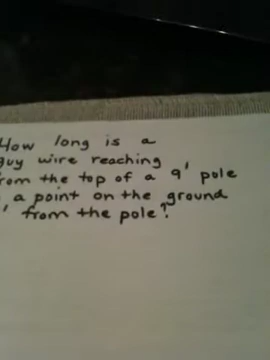 How long is a
guy wire reaching
from the top of a 9' pole
a point on the ground
' from the pole?